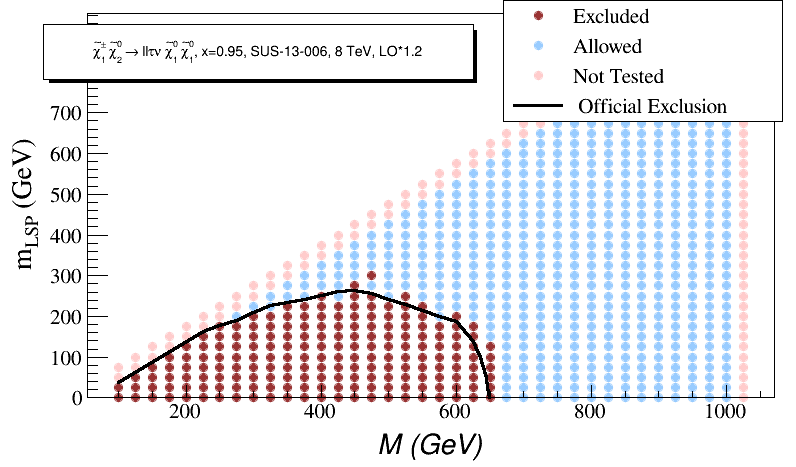 χ̃₁± χ̃₂⁰ → llτν χ̃₁⁰ χ̃₁⁰, x=0.95, SUS-13-006, 8 TeV, LO*1.2
Excluded
Allowed
Not Tested
Official Exclusion
m_LSP (GeV)
700
600
500
400
300
200
100
0
200 400 600 800 1000
M (GeV)